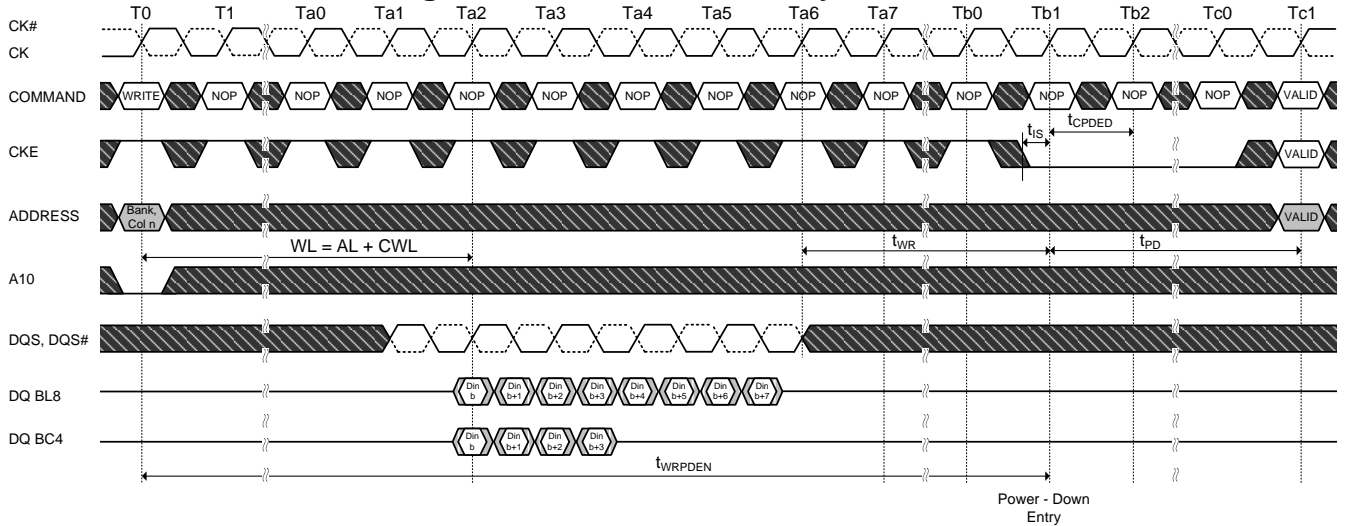 T0 T1 Ta0 Ta1 Ta2 Ta3 Ta4 Ta5 Ta6 Ta7 Tb0 Tb1 Tb2 Tc0 Tc1
CK#
CK
COMMAND WRITE NOP NOP NOP NOP NOP NOP NOP NOP NOP NOP NOP NOP NOP VALID
tIS tCPDED
CKE VALID
ADDRESS Bank, Col n VALID
WL = AL + CWL tWR tPD
A10
DQS, DQS#
DQ BL8 Din b Din b+1 Din b+2 Din b+3 Din b+4 Din b+5 Din b+6 Din b+7
DQ BC4 Din b Din b+1 Din b+2 Din b+3
tWRPDEN
Power - Down
Entry